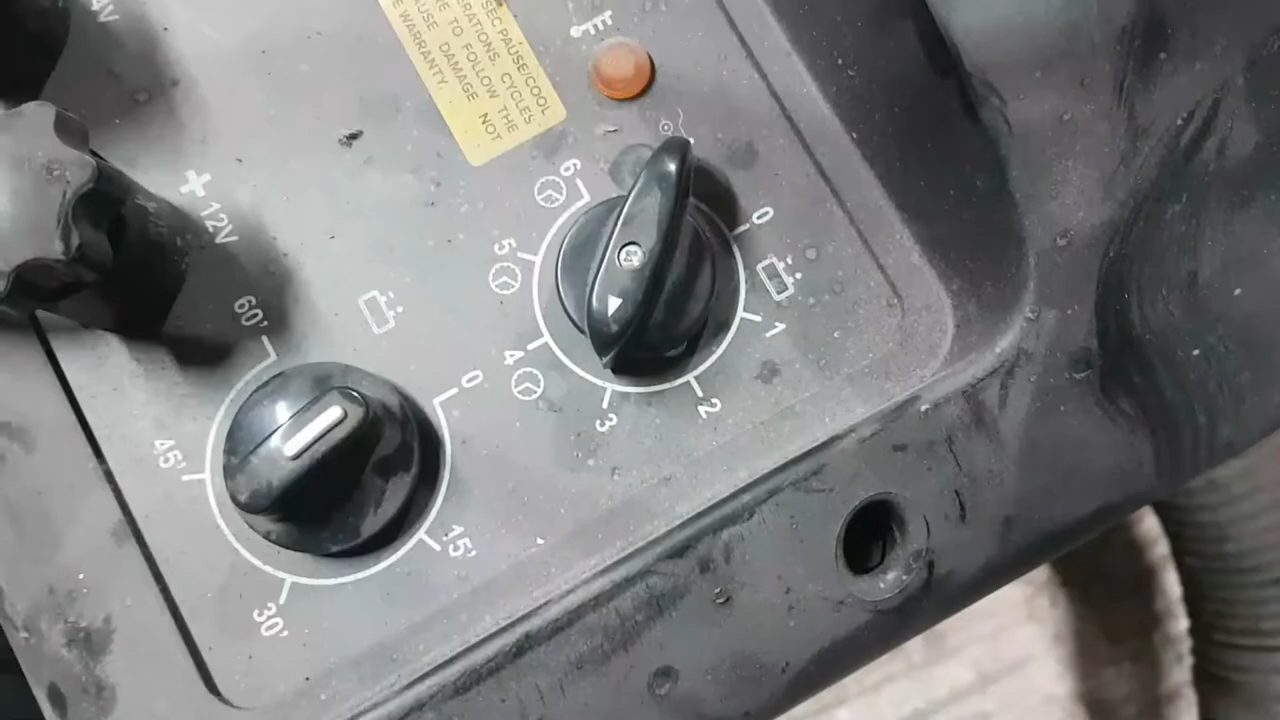 SEC PAUSE/COOL
ERATIONS. CYCLES
E TO FOLLOW THE
AUSE DAMAGE NOT
E WARRANTY.
4V
+ 12V
60'
45'
30'
15'
0
6
5
4
3
2
1
0